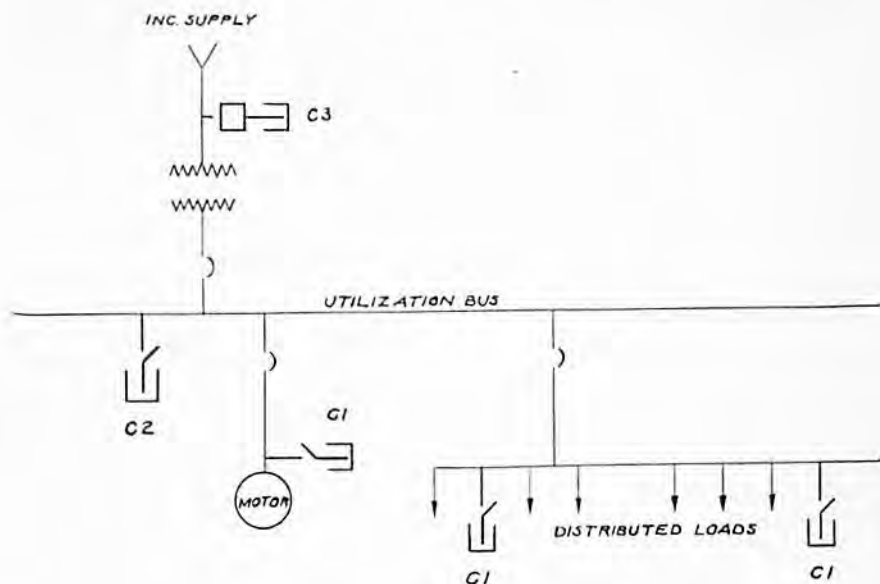 INC. SUPPLY
C3
UTILIZATION BUS
C2
C1
MOTOR
DISTRIBUTED LOADS
C1
C1